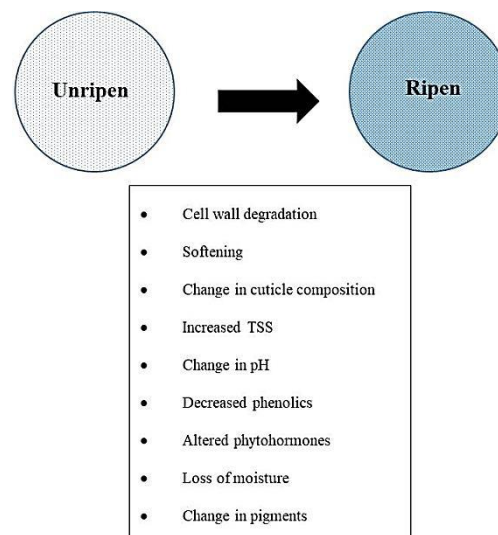 Unripen
Ripen
• Cell wall degradation
• Softening
• Change in cuticle composition
• Increased TSS
• Change in pH
• Decreased phenolics
• Altered phytohormones
• Loss of moisture
• Change in pigments